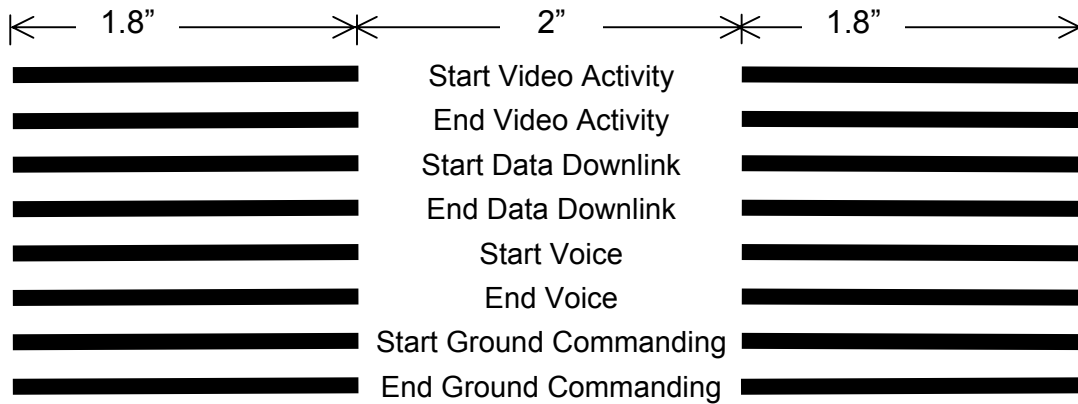 1.8” 2” 1.8”
Start Video Activity
End Video Activity
Start Data Downlink
End Data Downlink
Start Voice
End Voice
Start Ground Commanding
End Ground Commanding